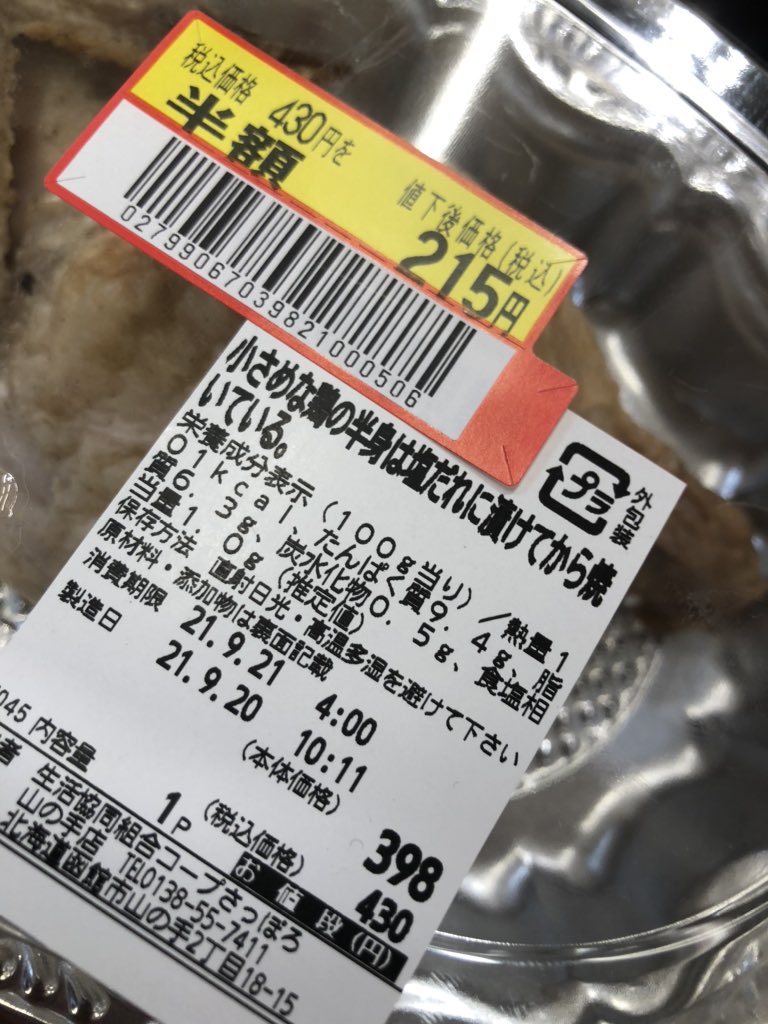 税込価格 430円を
半額
値下後価格(税込)
215円
02799067039821000506
小さめな鶏の半身は塩だれに漬けてから焼
いている。
プラ
外包装
栄養成分表示(100g当り)/熱量1
01kcal、たんぱく質9.4g、脂
質6.3g、炭水化物0.5g、食塩相
当量1.0g(推定値)
保存方法 直射日光・高温多湿を避けて下さい
原材料・添加物は裏面記載
消費期限 21.9.21 4:00
製造日 21.9.20 10:11
045 内容量
1P
(本体価格)
398
(税込価格)
430
お値段(円)
者 生活協同組合コープさっぽろ
山の手店 TEL0138-55-7411
北海道函館市山の手2丁目18-15